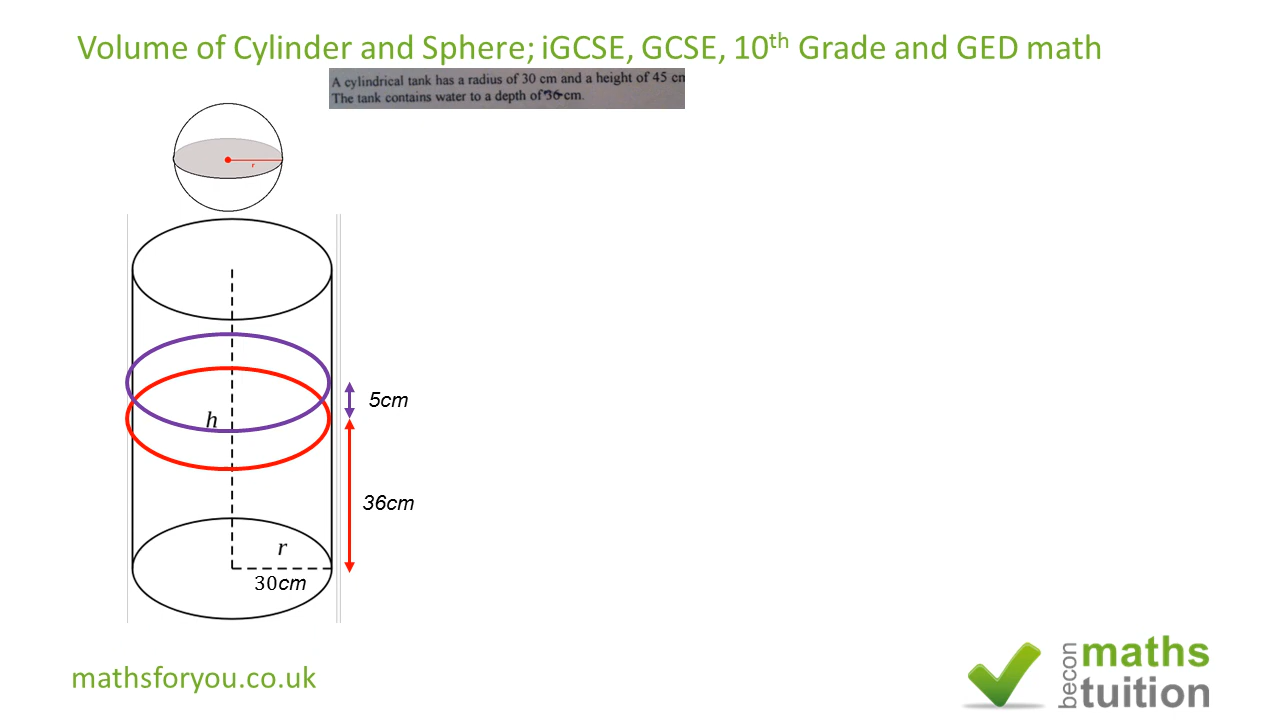 Volume of Cylinder and Sphere; iGCSE, GCSE, 10th Grade and GED math
A cylindrical tank has a radius of 30 cm and a height of 45 cm
The tank contains water to a depth of 36 cm.
r
h
5cm
36cm
r
30cm
mathsforyou.co.uk
becon
maths
tuition